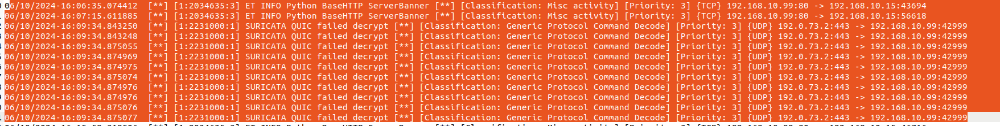 06/10/2024-16:06:35.074412  [**] [1:2034635:3] ET INFO Python BaseHTTP ServerBanner [**] [Classification: Misc activity] [Priority: 3] {TCP} 192.168.10.99:80 -> 192.168.10.15:43694
06/10/2024-16:07:15.611885  [**] [1:2034635:3] ET INFO Python BaseHTTP ServerBanner [**] [Classification: Misc activity] [Priority: 3] {TCP} 192.168.10.99:80 -> 192.168.10.15:56618
06/10/2024-16:09:34.843250  [**] [1:2231000:1] SURICATA QUIC failed decrypt [**] [Classification: Generic Protocol Command Decode] [Priority: 3] {UDP} 192.0.73.2:443 -> 192.168.10.99:42999
06/10/2024-16:09:34.843248  [**] [1:2231000:1] SURICATA QUIC failed decrypt [**] [Classification: Generic Protocol Command Decode] [Priority: 3] {UDP} 192.0.73.2:443 -> 192.168.10.99:42999
06/10/2024-16:09:34.875055  [**] [1:2231000:1] SURICATA QUIC failed decrypt [**] [Classification: Generic Protocol Command Decode] [Priority: 3] {UDP} 192.0.73.2:443 -> 192.168.10.99:42999
06/10/2024-16:09:34.874969  [**] [1:2231000:1] SURICATA QUIC failed decrypt [**] [Classification: Generic Protocol Command Decode] [Priority: 3] {UDP} 192.0.73.2:443 -> 192.168.10.99:42999
06/10/2024-16:09:34.874975  [**] [1:2231000:1] SURICATA QUIC failed decrypt [**] [Classification: Generic Protocol Command Decode] [Priority: 3] {UDP} 192.0.73.2:443 -> 192.168.10.99:42999
06/10/2024-16:09:34.875074  [**] [1:2231000:1] SURICATA QUIC failed decrypt [**] [Classification: Generic Protocol Command Decode] [Priority: 3] {UDP} 192.0.73.2:443 -> 192.168.10.99:42999
06/10/2024-16:09:34.874976  [**] [1:2231000:1] SURICATA QUIC failed decrypt [**] [Classification: Generic Protocol Command Decode] [Priority: 3] {UDP} 192.0.73.2:443 -> 192.168.10.99:42999
06/10/2024-16:09:34.874976  [**] [1:2231000:1] SURICATA QUIC failed decrypt [**] [Classification: Generic Protocol Command Decode] [Priority: 3] {UDP} 192.0.73.2:443 -> 192.168.10.99:42999
06/10/2024-16:09:34.875076  [**] [1:2231000:1] SURICATA QUIC failed decrypt [**] [Classification: Generic Protocol Command Decode] [Priority: 3] {UDP} 192.0.73.2:443 -> 192.168.10.99:42999
06/10/2024-16:09:34.875077  [**] [1:2231000:1] SURICATA QUIC failed decrypt [**] [Classification: Generic Protocol Command Decode] [Priority: 3] {UDP} 192.0.73.2:443 -> 192.168.10.99:42999